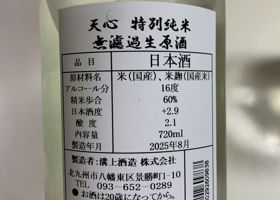 天心 特別純米
無濾過生原酒
品目 日本酒
原材料名 米(国産)、米麹(国産米)
アルコール分 16度
精米歩合 60%
日本酒度 +2.9
酸度 2.1
内容量 720ml
製造年月 2025年8月
製造者:溝上酒造 株式会社
北九州市八幡東区景勝町1-10
電話 093-652-0289
お酒は20歳になってから。